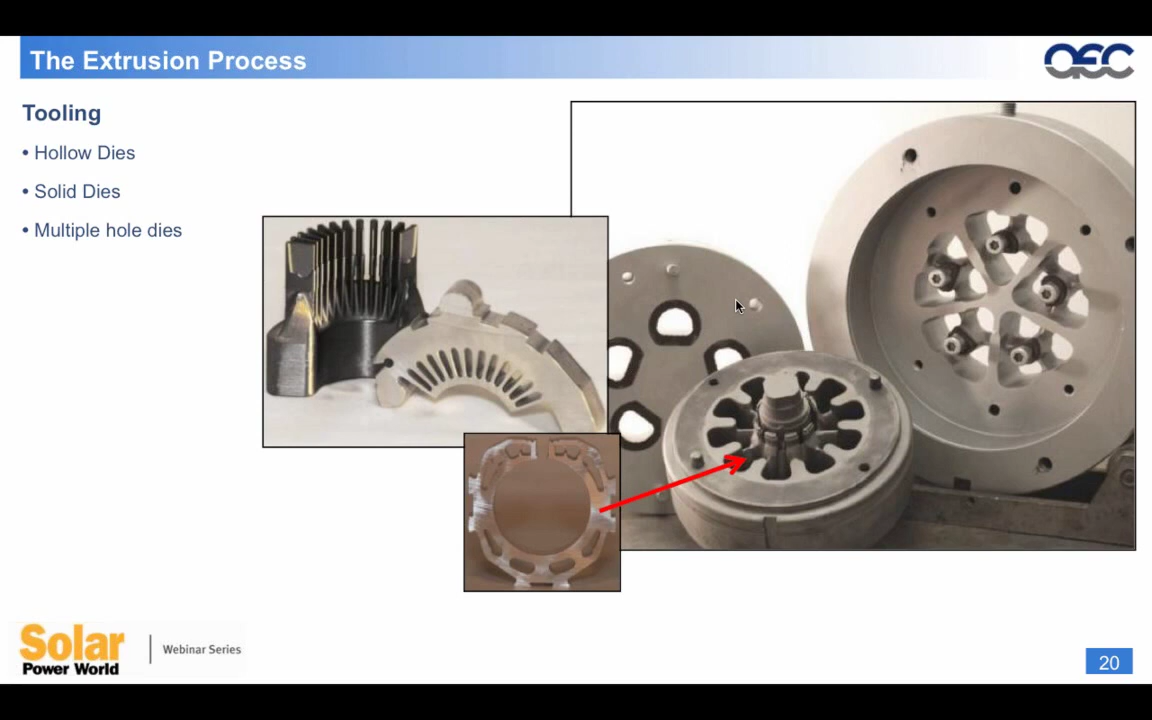 The Extrusion Process
AEC
Tooling
• Hollow Dies
• Solid Dies
• Multiple hole dies
Solar
Power World
Webinar Series
20